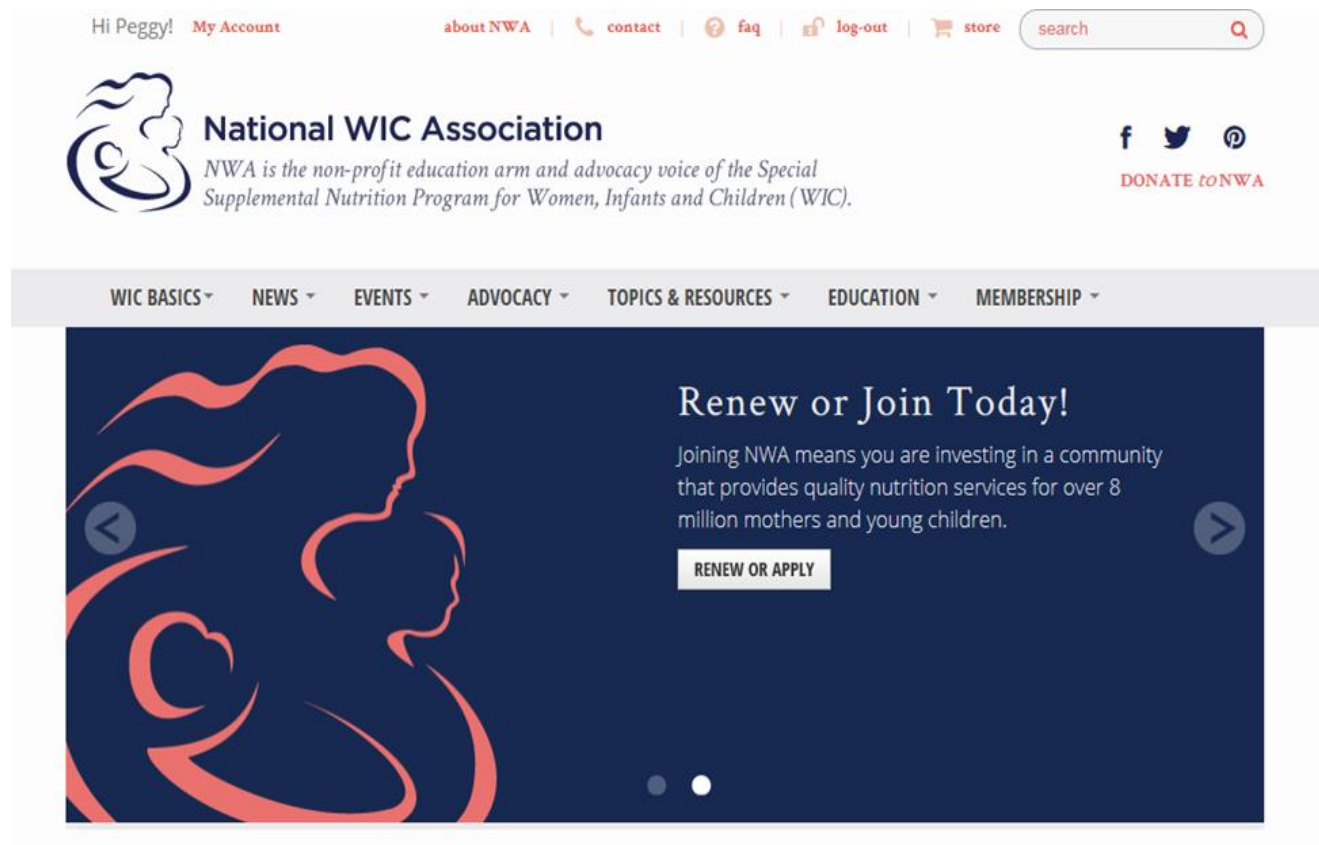 Hi Peggy! My Account about NWA | contact | faq | log-out | store search
National WIC Association
NWA is the non-profit education arm and advocacy voice of the Special
Supplemental Nutrition Program for Women, Infants and Children (WIC).
DONATE to NWA
WIC BASICS NEWS EVENTS ADVOCACY TOPICS & RESOURCES EDUCATION MEMBERSHIP
Renew or Join Today!
Joining NWA means you are investing in a community
that provides quality nutrition services for over 8
million mothers and young children.
RENEW OR APPLY